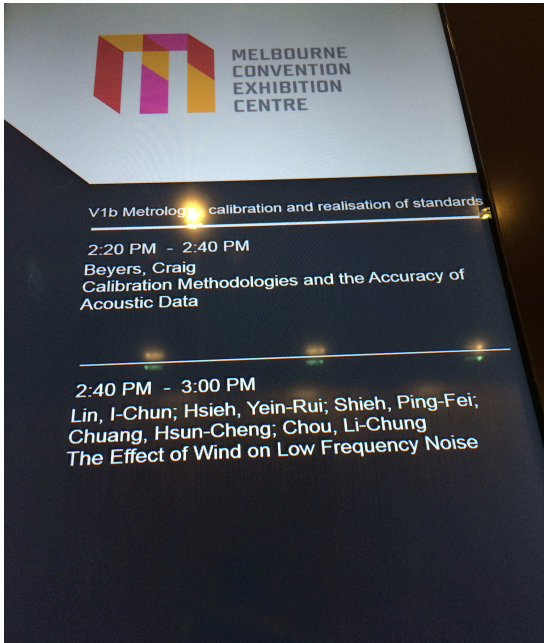 MELBOURNE
CONVENTION
EXHIBITION
CENTRE
V1b Metrology, calibration and realisation of standards
2:20 PM - 2:40 PM
Beyers, Craig
Calibration Methodologies and the Accuracy of
Acoustic Data
2:40 PM - 3:00 PM
Lin, I-Chun; Hsieh, Yein-Rui; Shieh, Ping-Fei;
Chuang, Hsun-Cheng; Chou, Li-Chung
The Effect of Wind on Low Frequency Noise